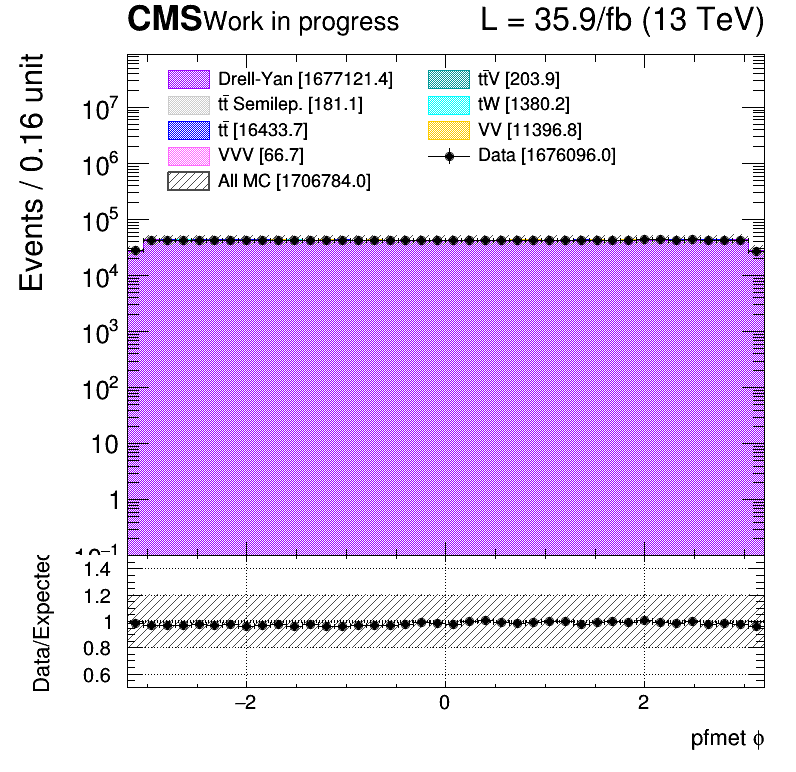 CMS Work in progress L = 35.9/fb (13 TeV)
Events / 0.16 unit
Drell-Yan [1677121.4] tt̄V [203.9]
tt̄ Semilep. [181.1] tW [1380.2]
tt̄ [16433.7] VV [11396.8]
VVV [66.7] Data [1676096.0]
All MC [1706784.0]
10⁷
10⁶
10⁵
10⁴
10³
10²
10
1
10⁻¹
Data/Expected
1.4
1.2
1
0.8
0.6
−2 0 2
pfmet ϕ